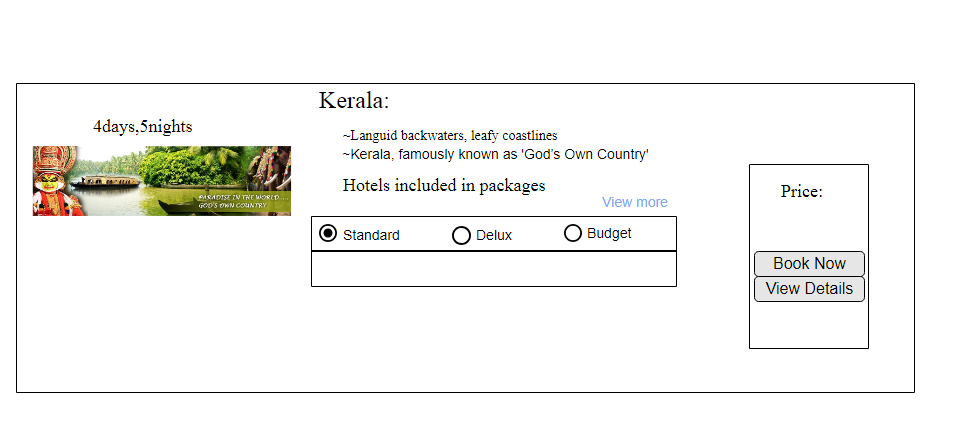 Kerala:
4days,5nights
~Languid backwaters, leafy coastlines
~Kerala, famously known as 'God's Own Country'
PARADISE IN THE WORLD....
GOD'S OWN COUNTRY
Hotels included in packages
View more
Price:
Standard Delux Budget
Book Now
View Details